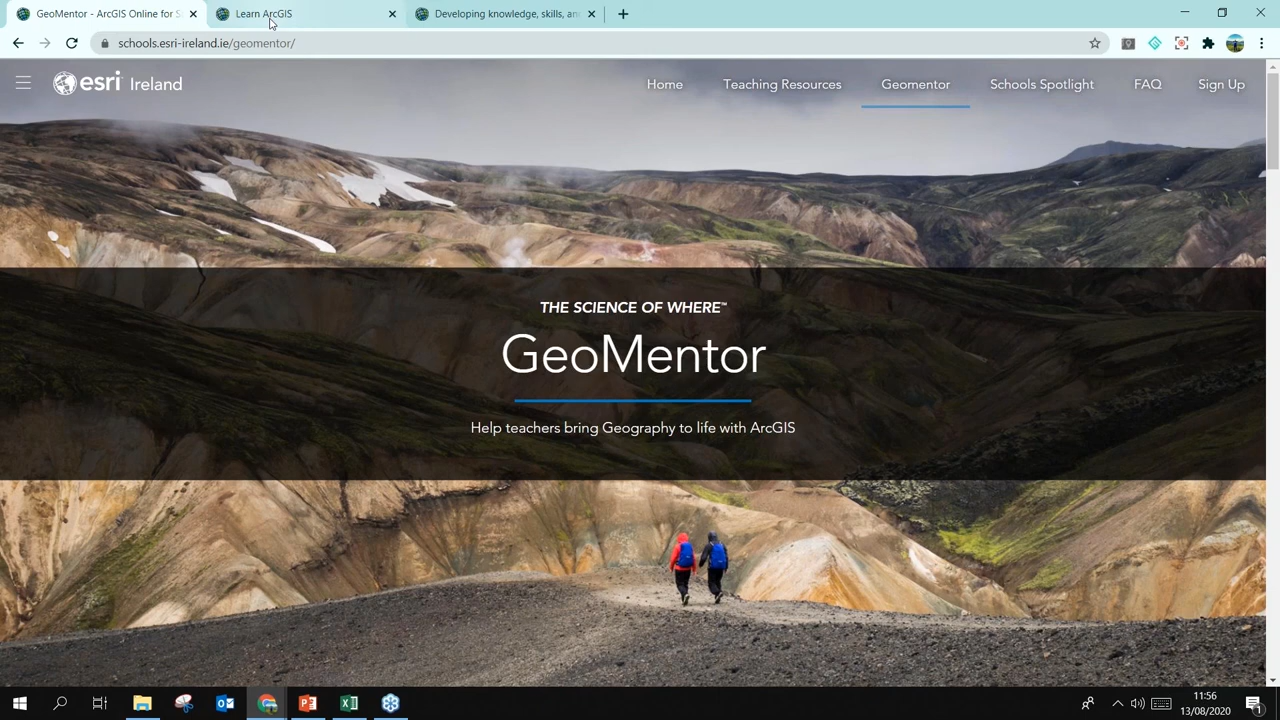 GeoMentor - ArcGIS Online for S
Learn ArcGIS
Developing knowledge, skills, an
schools.esri-ireland.ie/geomentor/
esri Ireland
Home
Teaching Resources
Geomentor
Schools Spotlight
FAQ
Sign Up
THE SCIENCE OF WHERE™
GeoMentor
Help teachers bring Geography to life with ArcGIS
11:56
13/08/2020
1